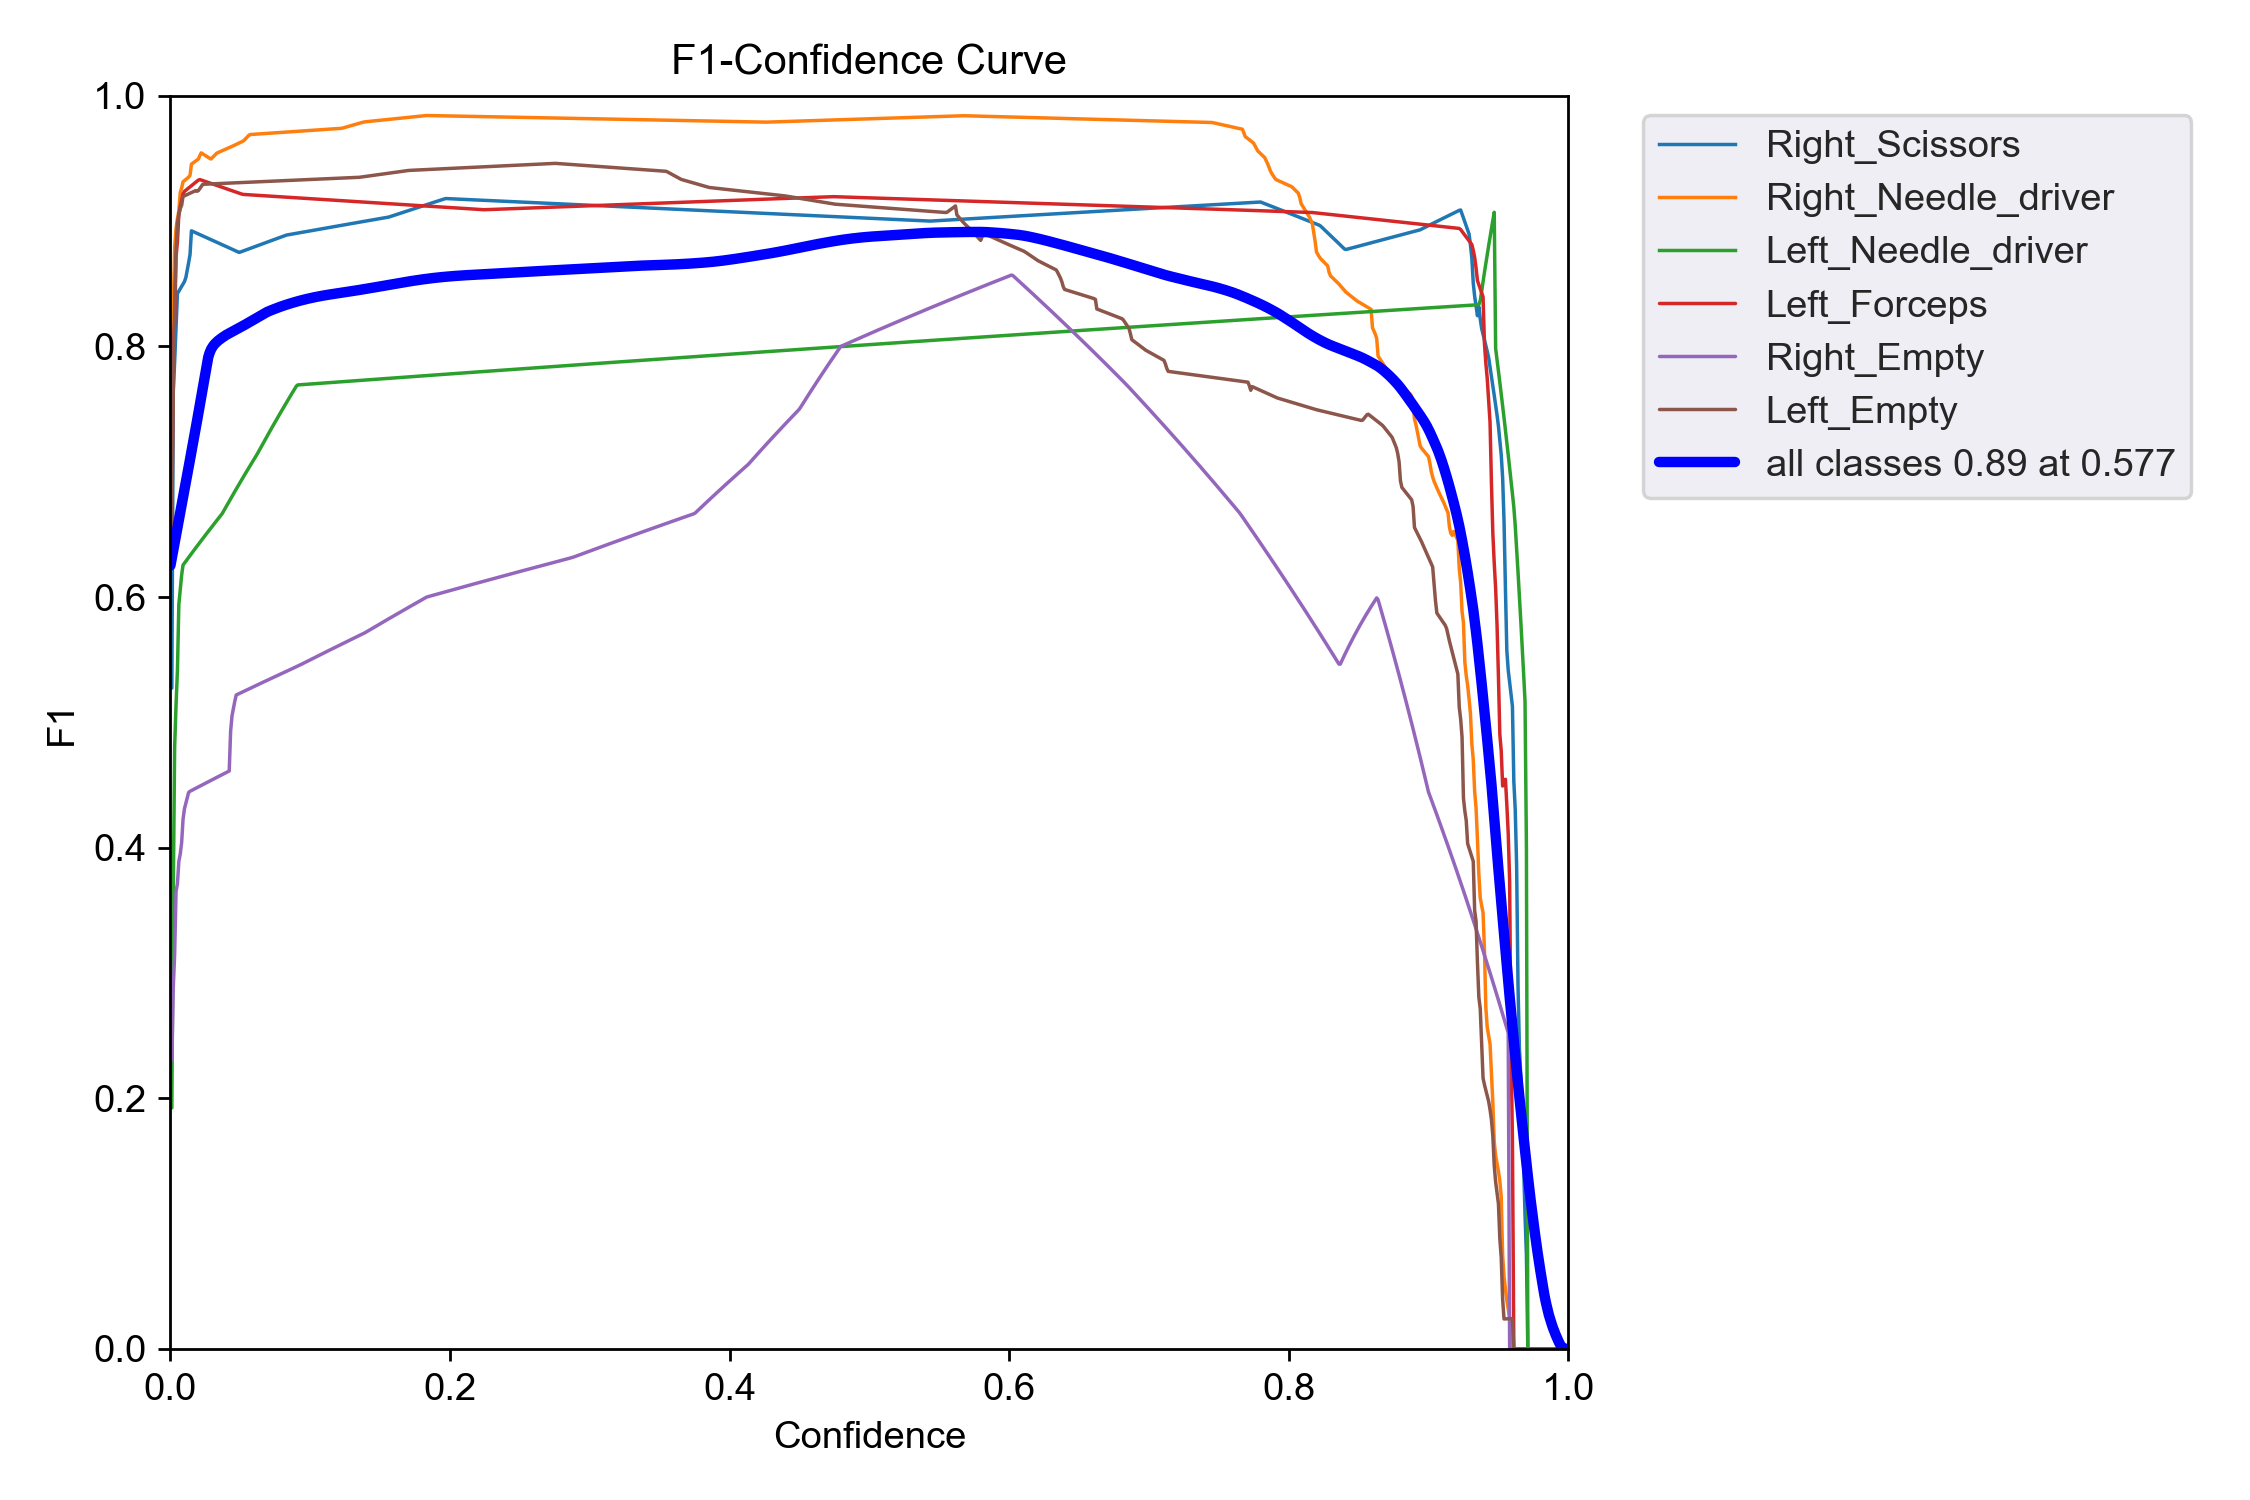 F1-Confidence Curve
1.0
0.8
0.6
0.4
0.2
0.0
F1
0.0 0.2 0.4 0.6 0.8 1.0
Confidence
Right_Scissors
Right_Needle_driver
Left_Needle_driver
Left_Forceps
Right_Empty
Left_Empty
all classes 0.89 at 0.577